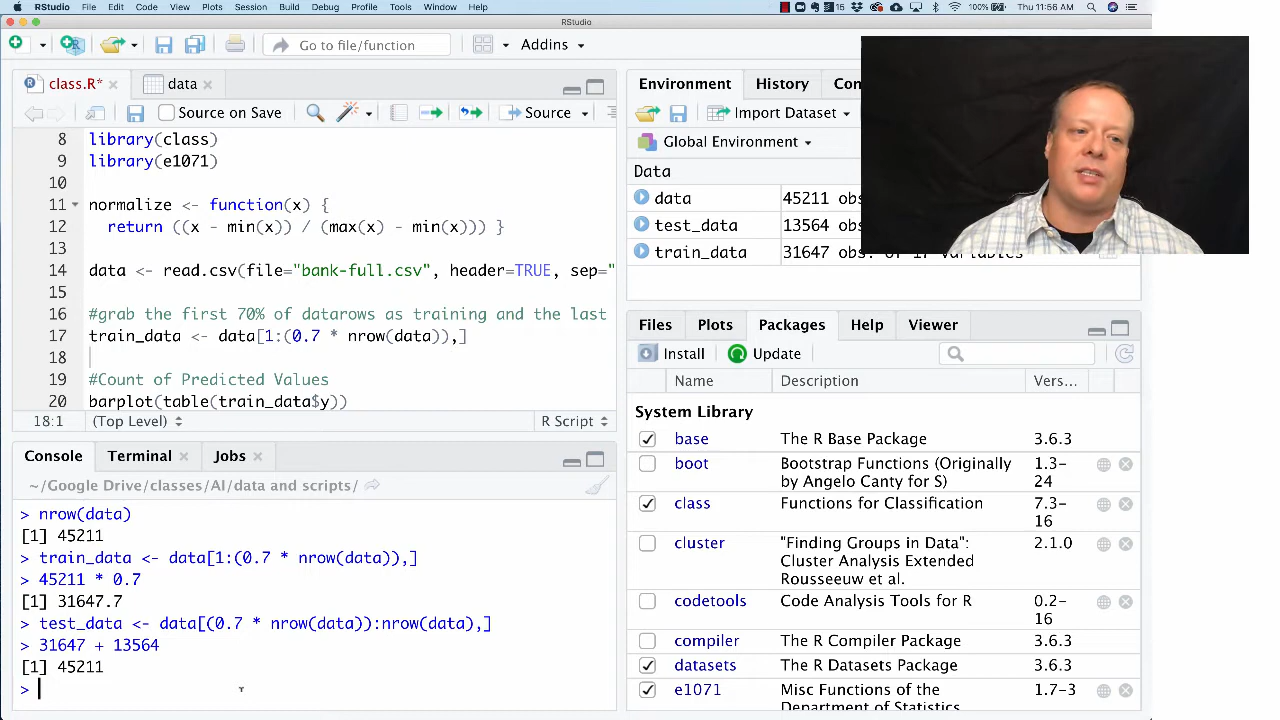 RStudio File Edit Code View Plots Session Build Debug Profile Tools Window Help
15 100% Thu 11:56 AM
RStudio
Go to file/function
Addins
class.R*
data
Source on Save
Source
8 library(class)
9 library(e1071)
10
11 normalize <- function(x) {
12 return ((x - min(x)) / (max(x) - min(x))) }
13
14 data <- read.csv(file="bank-full.csv", header=TRUE, sep="
15
16 #grab the first 70% of datarows as training and the last
17 train_data <- data[1:(0.7 * nrow(data)),]
18
19 #Count of Predicted Values
20 barplot(table(train_data$y))
18:1 (Top Level) R Script
Console Terminal Jobs
~/Google Drive/classes/AI/data and scripts/
> nrow(data)
[1] 45211
> train_data <- data[1:(0.7 * nrow(data)),]
> 45211 * 0.7
[1] 31647.7
> test_data <- data[(0.7 * nrow(data)):nrow(data),]
> 31647 + 13564
[1] 45211
>
Environment History Con
Import Dataset
Global Environment
Data
data 45211 obs
test_data 13564 obs
train_data 31647 obs. of 17 variables
Files Plots Packages Help Viewer
Install Update
Name Description Vers...
System Library
base The R Base Package 3.6.3
boot Bootstrap Functions (Originally by Angelo Canty for S) 1.3-24
class Functions for Classification 7.3-16
cluster "Finding Groups in Data": Cluster Analysis Extended Rousseeuw et al. 2.1.0
codetools Code Analysis Tools for R 0.2-16
compiler The R Compiler Package 3.6.3
datasets The R Datasets Package 3.6.3
e1071 Misc Functions of the Department of Statistics, 1.7-3